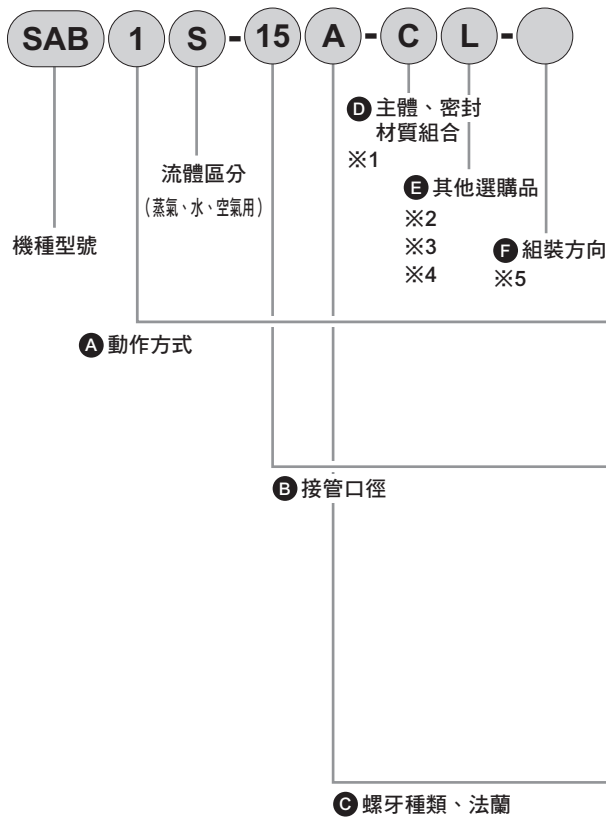 SAB 1 S - 15 A - C L -
D 主體、密封
材質組合
※1
流體區分
（蒸氣、水、空氣用）
E 其他選購品
※2
※3
※4
機種型號
F 組裝方向
※5
A 動作方式
B 接管口徑
C 螺牙種類、法蘭